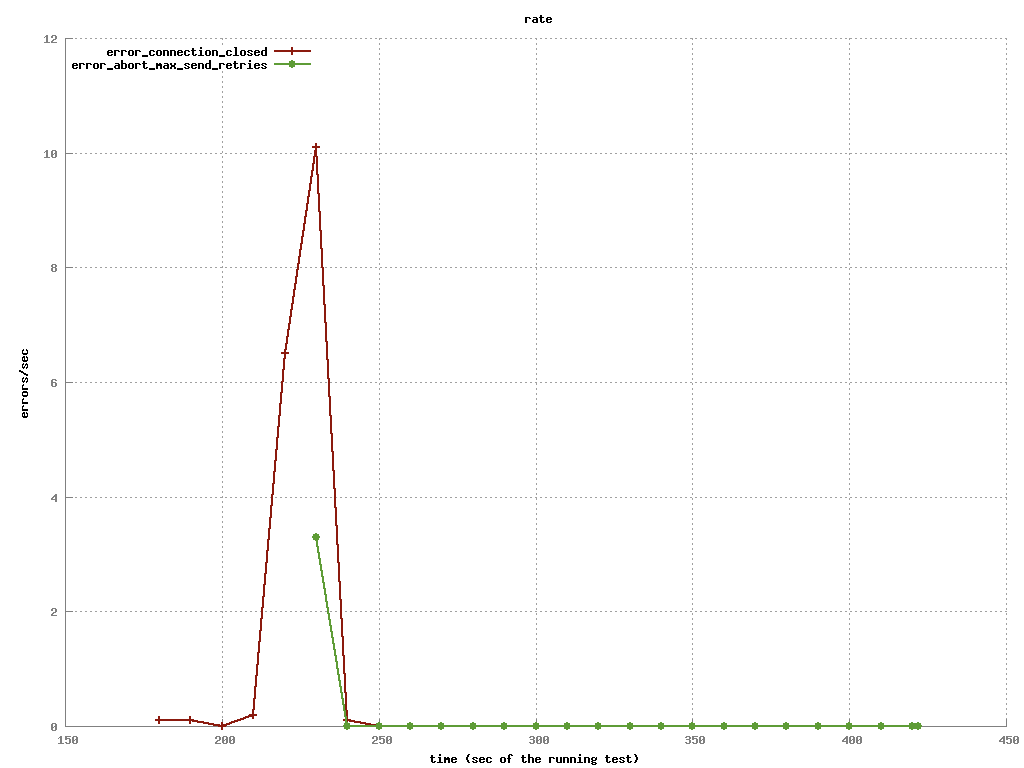 rate
12
error_connection_closed
error_abort_max_send_retries
10
8
errors/sec
6
4
2
0
150 200 250 300 350 400 450
time (sec of the running test)